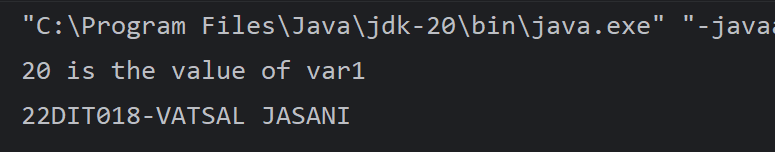 "C:\Program Files\Java\jdk-20\bin\java.exe" "-java
20 is the value of var1
22DIT018-VATSAL JASANI